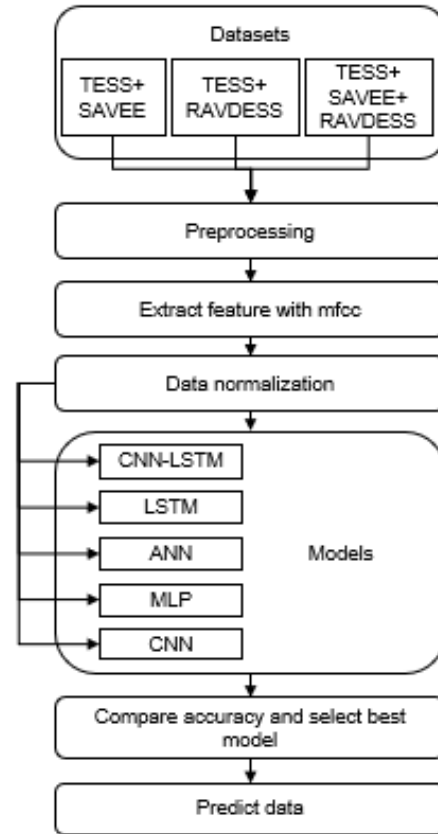 Datasets
TESS+
SAVEE
TESS+
RAVDESS
TESS+
SAVEE+
RAVDESS
Preprocessing
Extract feature with mfcc
Data normalization
CNN-LSTM
LSTM
ANN
Models
MLP
CNN
Compare accuracy and select best
model
Predict data